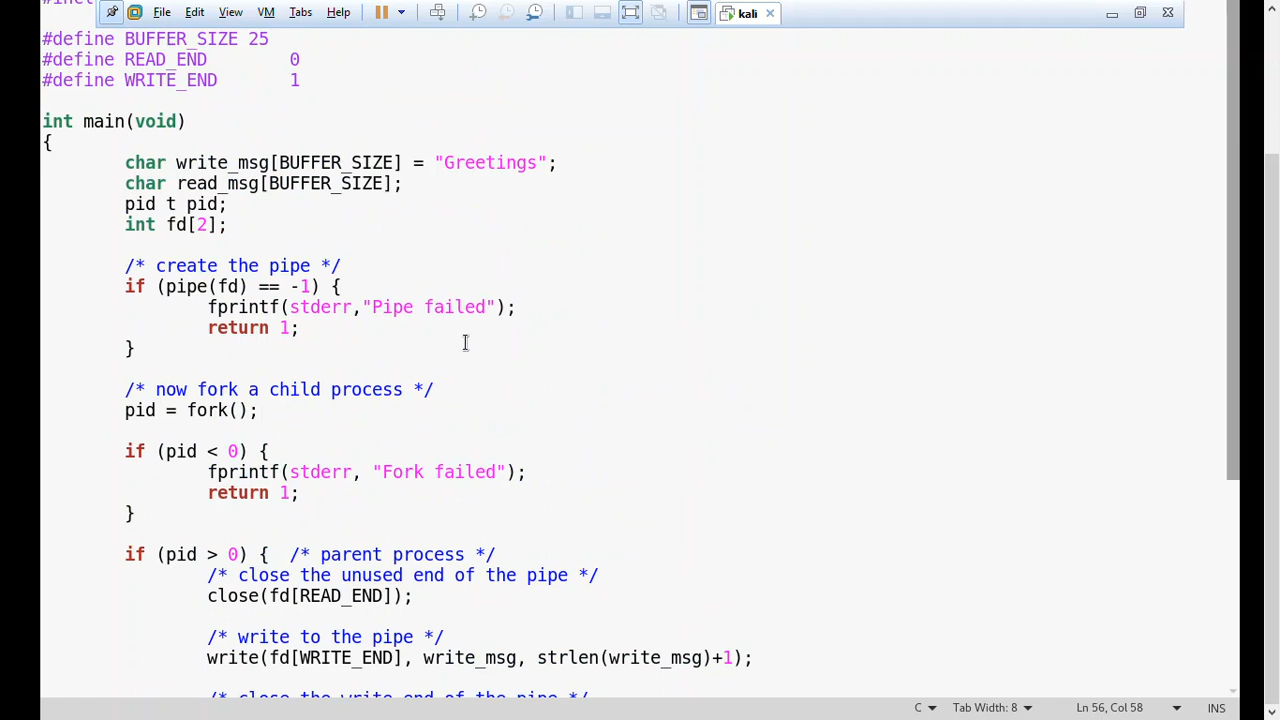 #incl
File Edit View VM Tabs Help kali
#define BUFFER_SIZE 25
#define READ_END 0
#define WRITE_END 1
int main(void)
{
char write_msg[BUFFER_SIZE] = "Greetings";
char read_msg[BUFFER_SIZE];
pid t pid;
int fd[2];
/* create the pipe */
if (pipe(fd) == -1) {
fprintf(stderr,"Pipe failed");
return 1;
}
/* now fork a child process */
pid = fork();
if (pid < 0) {
fprintf(stderr, "Fork failed");
return 1;
}
if (pid > 0) { /* parent process */
/* close the unused end of the pipe */
close(fd[READ_END]);
/* write to the pipe */
write(fd[WRITE_END], write_msg, strlen(write_msg)+1);
/* close the write end of the pipe */
C Tab Width: 8 Ln 56, Col 58 INS